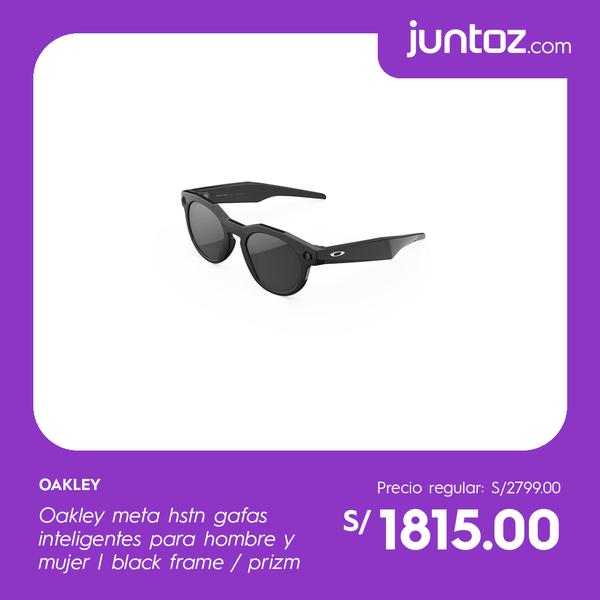 juntoz.com
OAKLEY
Oakley meta hstn gafas
inteligentes para hombre y
mujer | black frame / prizm
Precio regular: S/2799.00
S/ 1815.00